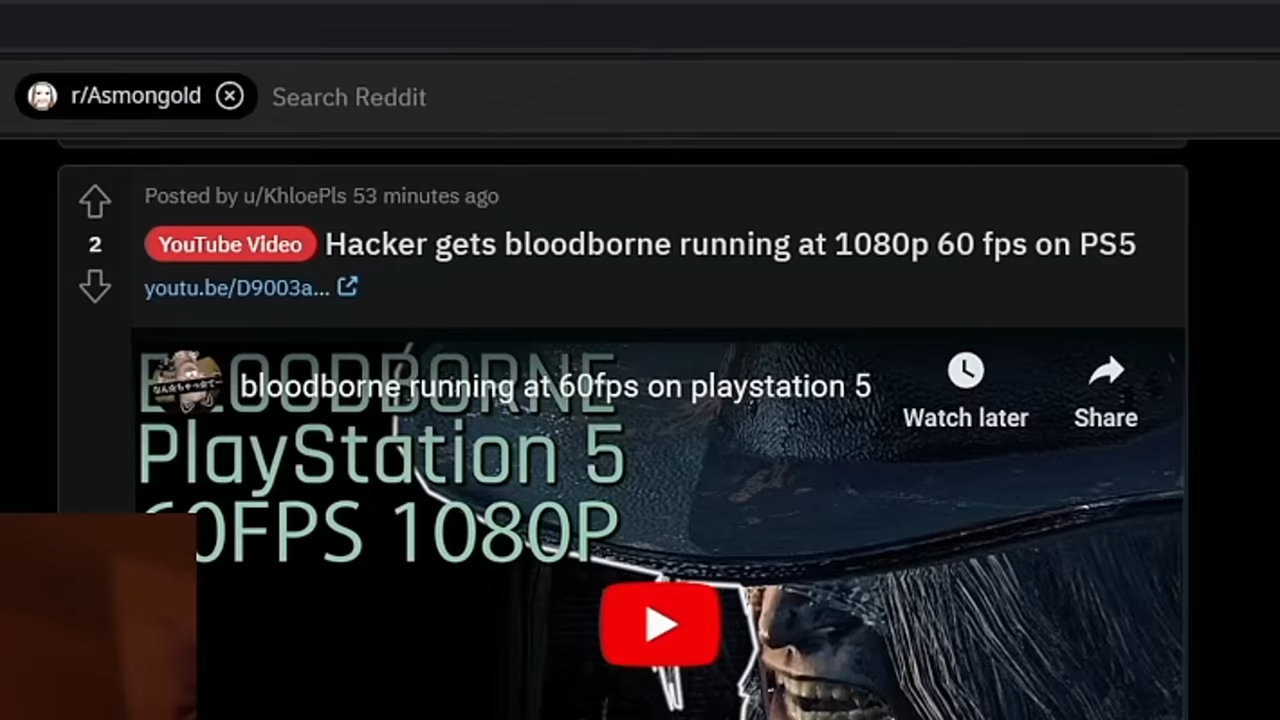 r/Asmongold
Search Reddit
Posted by u/KhloePls 53 minutes ago
2
YouTube Video Hacker gets bloodborne running at 1080p 60 fps on PS5
youtu.be/D9003a...
BLOODBORNE
bloodborne running at 60fps on playstation 5
Watch later
Share
PlayStation 5
60FPS 1080P